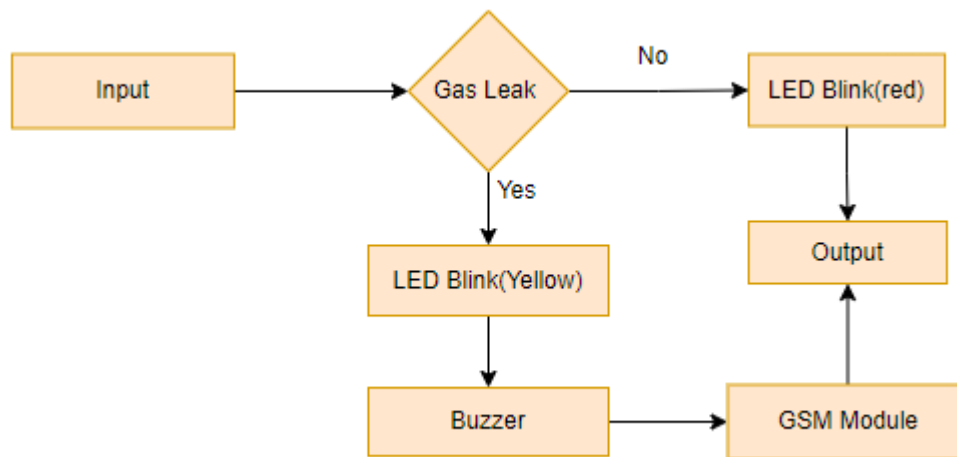 Input
Gas Leak
No
LED Blink(red)
Yes
LED Blink(Yellow)
Output
Buzzer
GSM Module